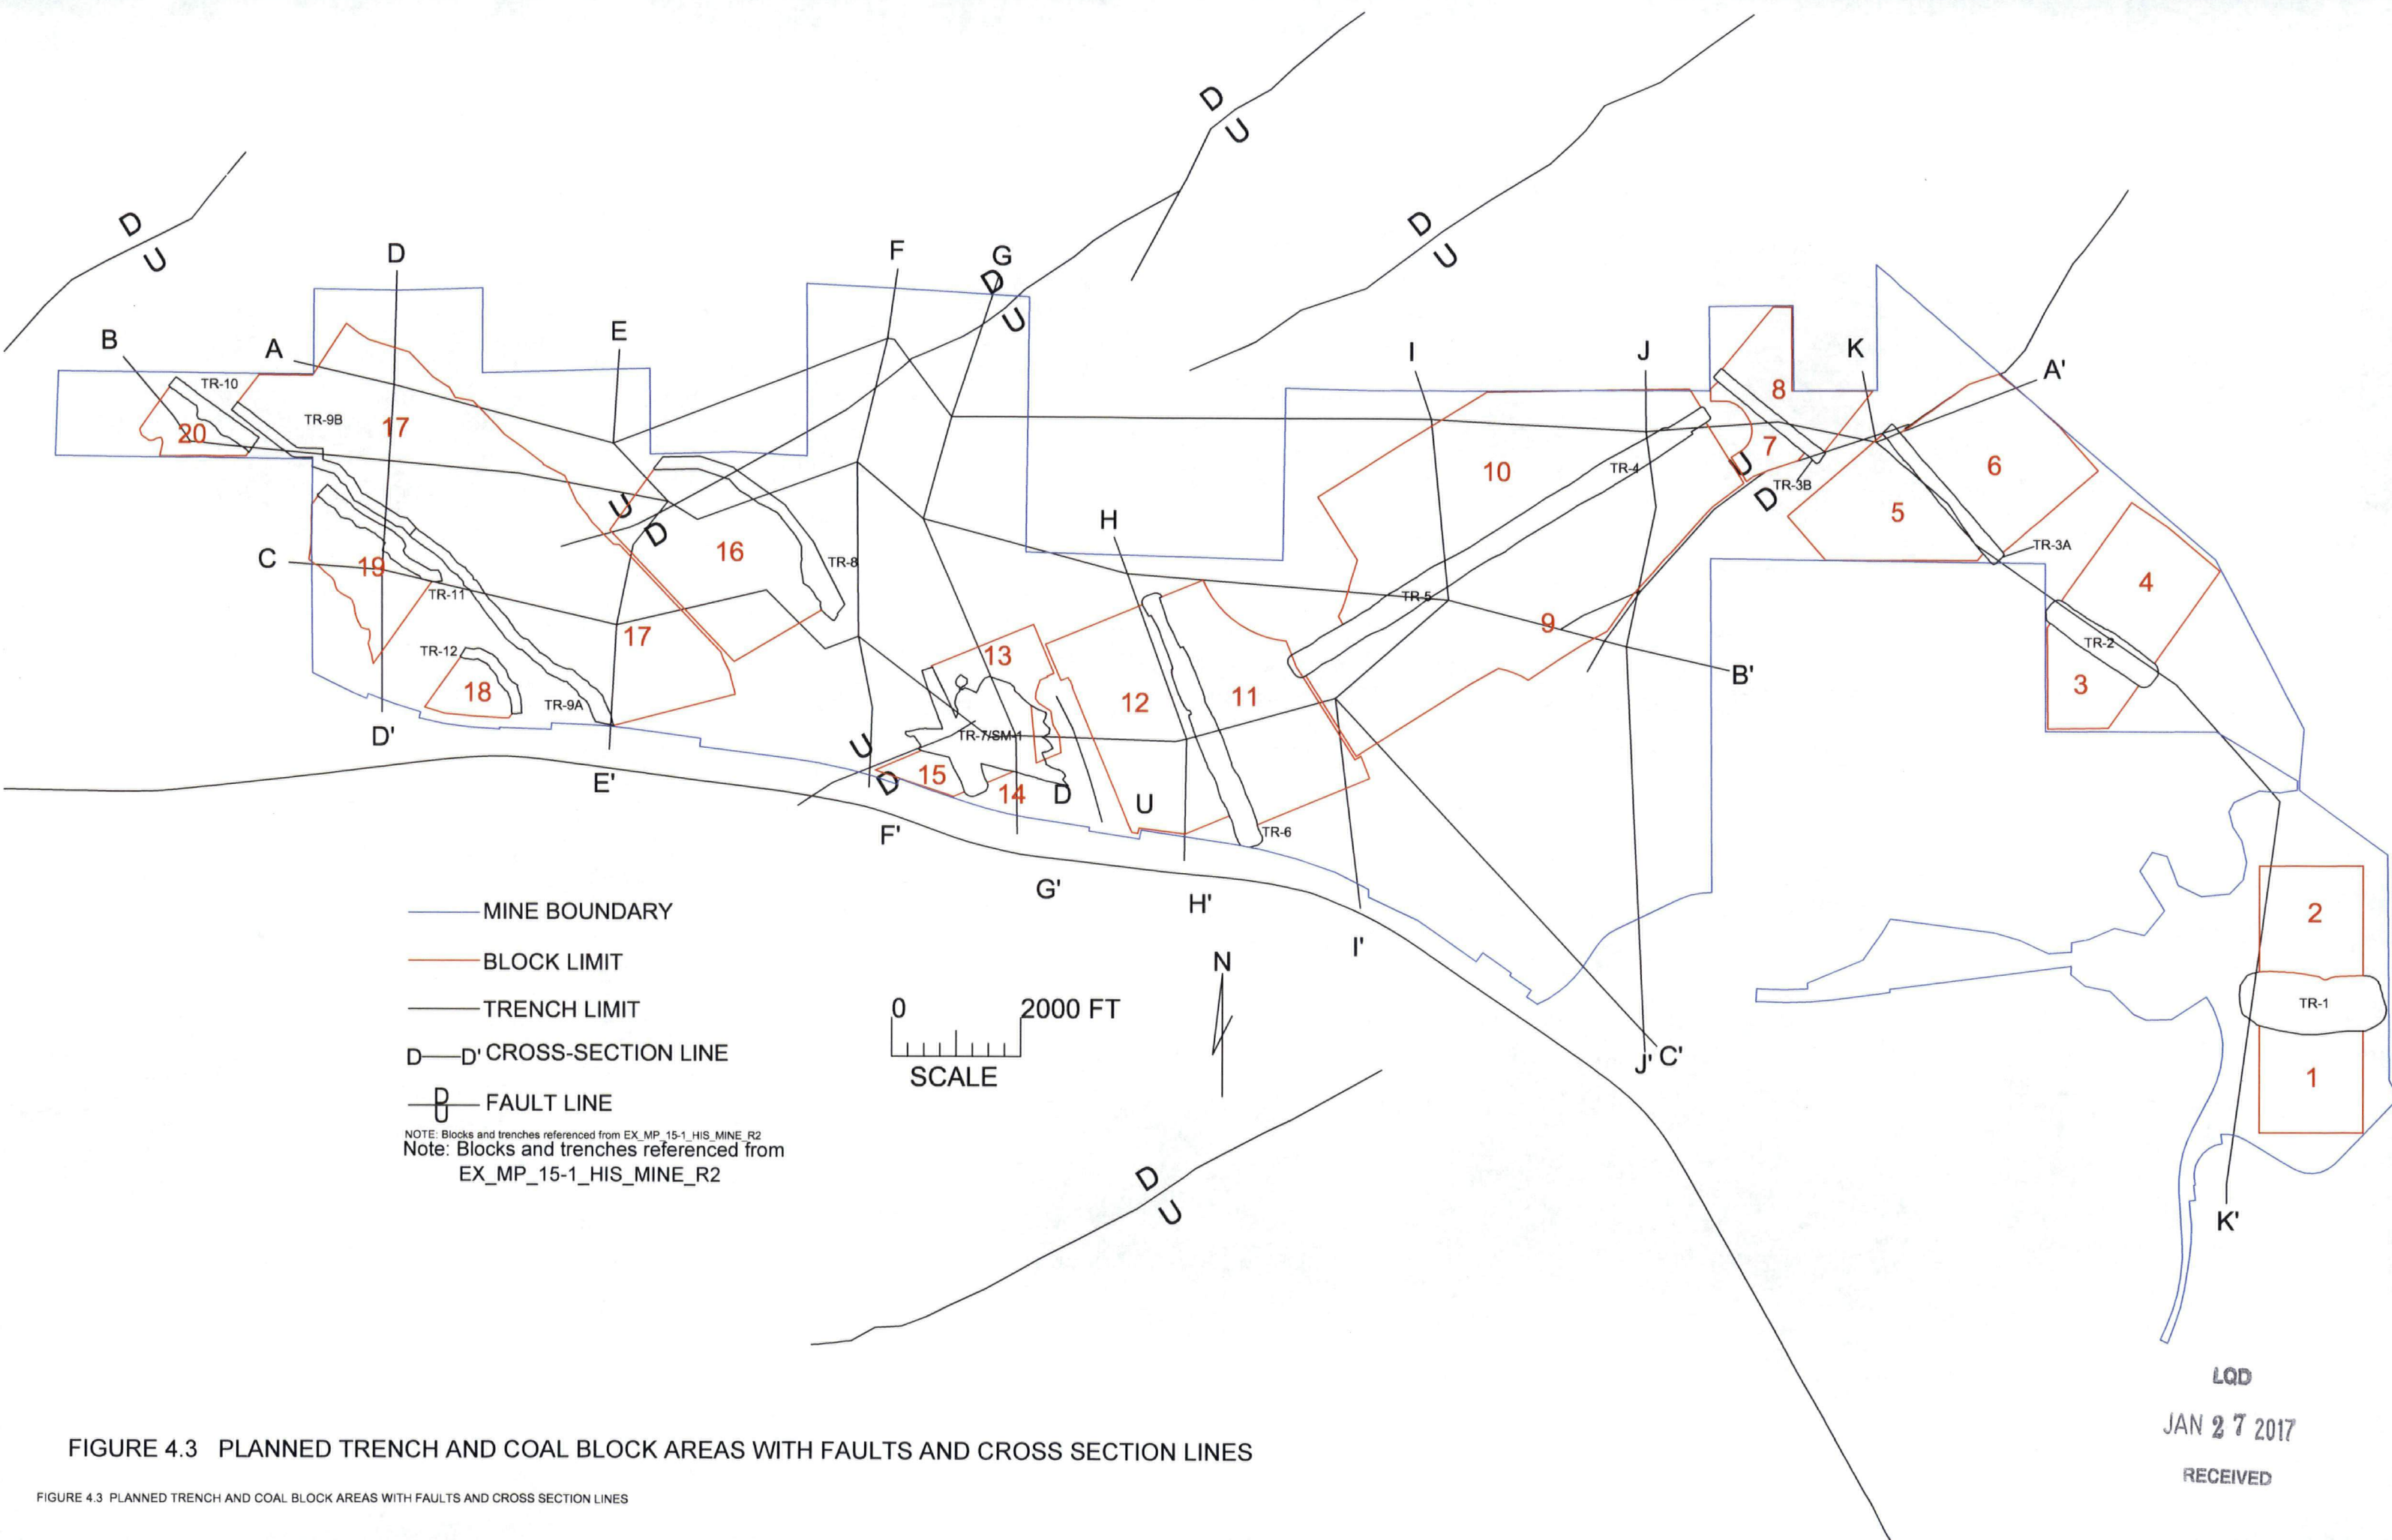 D
U
D
U
D
U
D
F
G
D
U
B
A
E
I
J
K
A'
TR-10
TR-9B
17
20
8
7
10
TR-4
U
TR-3B
D
6
5
U
D
H
16
TR-8
TR-3A
C
19
TR-11
TR-5
4
9
17
TR-12
13
TR-2
B'
18
TR-9A
12
11
3
D'
TR-7/SM-1
U
D
15
14
D
U
E'
F'
TR-6
G'
H'
I'
2
TR-1
1
J'
C'
K'
MINE BOUNDARY
BLOCK LIMIT
TRENCH LIMIT
D D' CROSS-SECTION LINE
D
U
FAULT LINE
NOTE: Blocks and trenches referenced from EX_MP_15-1_HIS_MINE_R2
Note: Blocks and trenches referenced from
EX_MP_15-1_HIS_MINE_R2
0 2000 FT
SCALE
N
D
U
LQD
JAN 27 2017
RECEIVED
FIGURE 4.3 PLANNED TRENCH AND COAL BLOCK AREAS WITH FAULTS AND CROSS SECTION LINES
FIGURE 4.3 PLANNED TRENCH AND COAL BLOCK AREAS WITH FAULTS AND CROSS SECTION LINES